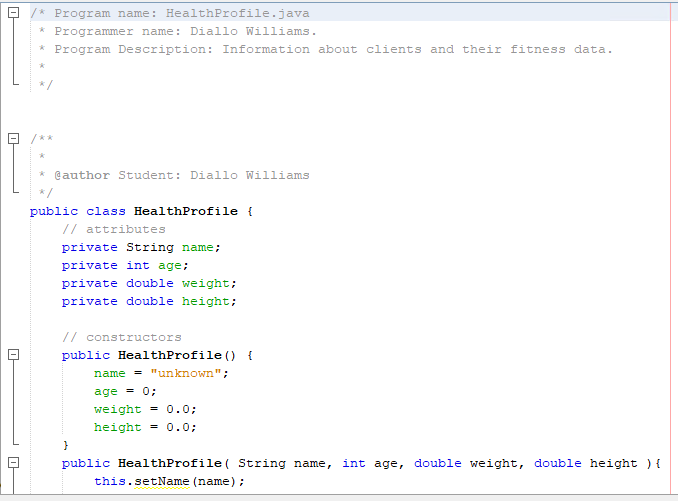 /* Program name: HealthProfile.java
 * Programmer name: Diallo Williams.
 * Program Description: Information about clients and their fitness data.
 *
 */
/**
 *
 * @author Student: Diallo Williams
 */
public class HealthProfile {
    // attributes
    private String name;
    private int age;
    private double weight;
    private double height;
    // constructors
    public HealthProfile() {
        name = "unknown";
        age = 0;
        weight = 0.0;
        height = 0.0;
    }
    public HealthProfile( String name, int age, double weight, double height ){
        this.setName(name);